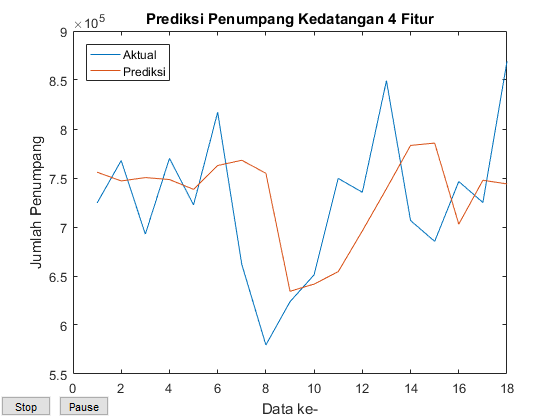 Prediksi Penumpang Kedatangan 4 Fitur
×10^5
9
8.5
8
7.5
7
6.5
6
5.5
Jumlah Penumpang
Aktual
Prediksi
0 2 4 6 8 10 12 14 16 18
Data ke-
Stop Pause